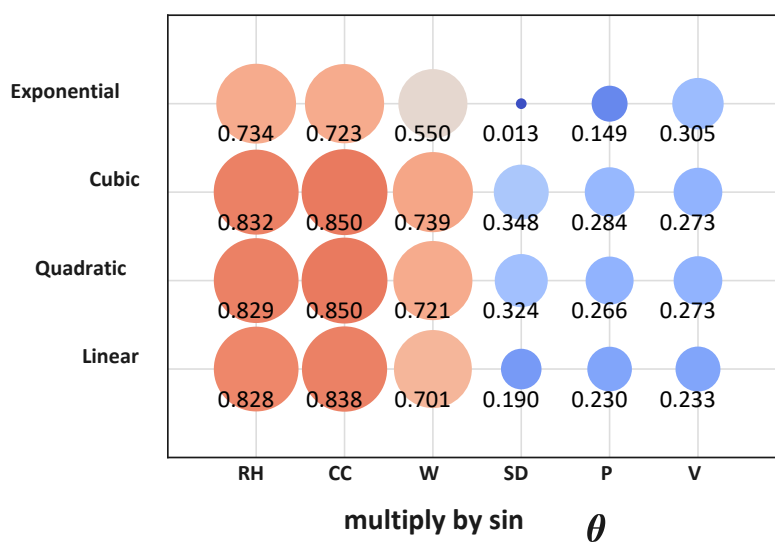 Exponential
0.734 0.723 0.550 0.013 0.149 0.305
Cubic
0.832 0.850 0.739 0.348 0.284 0.273
Quadratic
0.829 0.850 0.721 0.324 0.266 0.273
Linear
0.828 0.838 0.701 0.190 0.230 0.233
RH CC W SD P V
multiply by sin θ